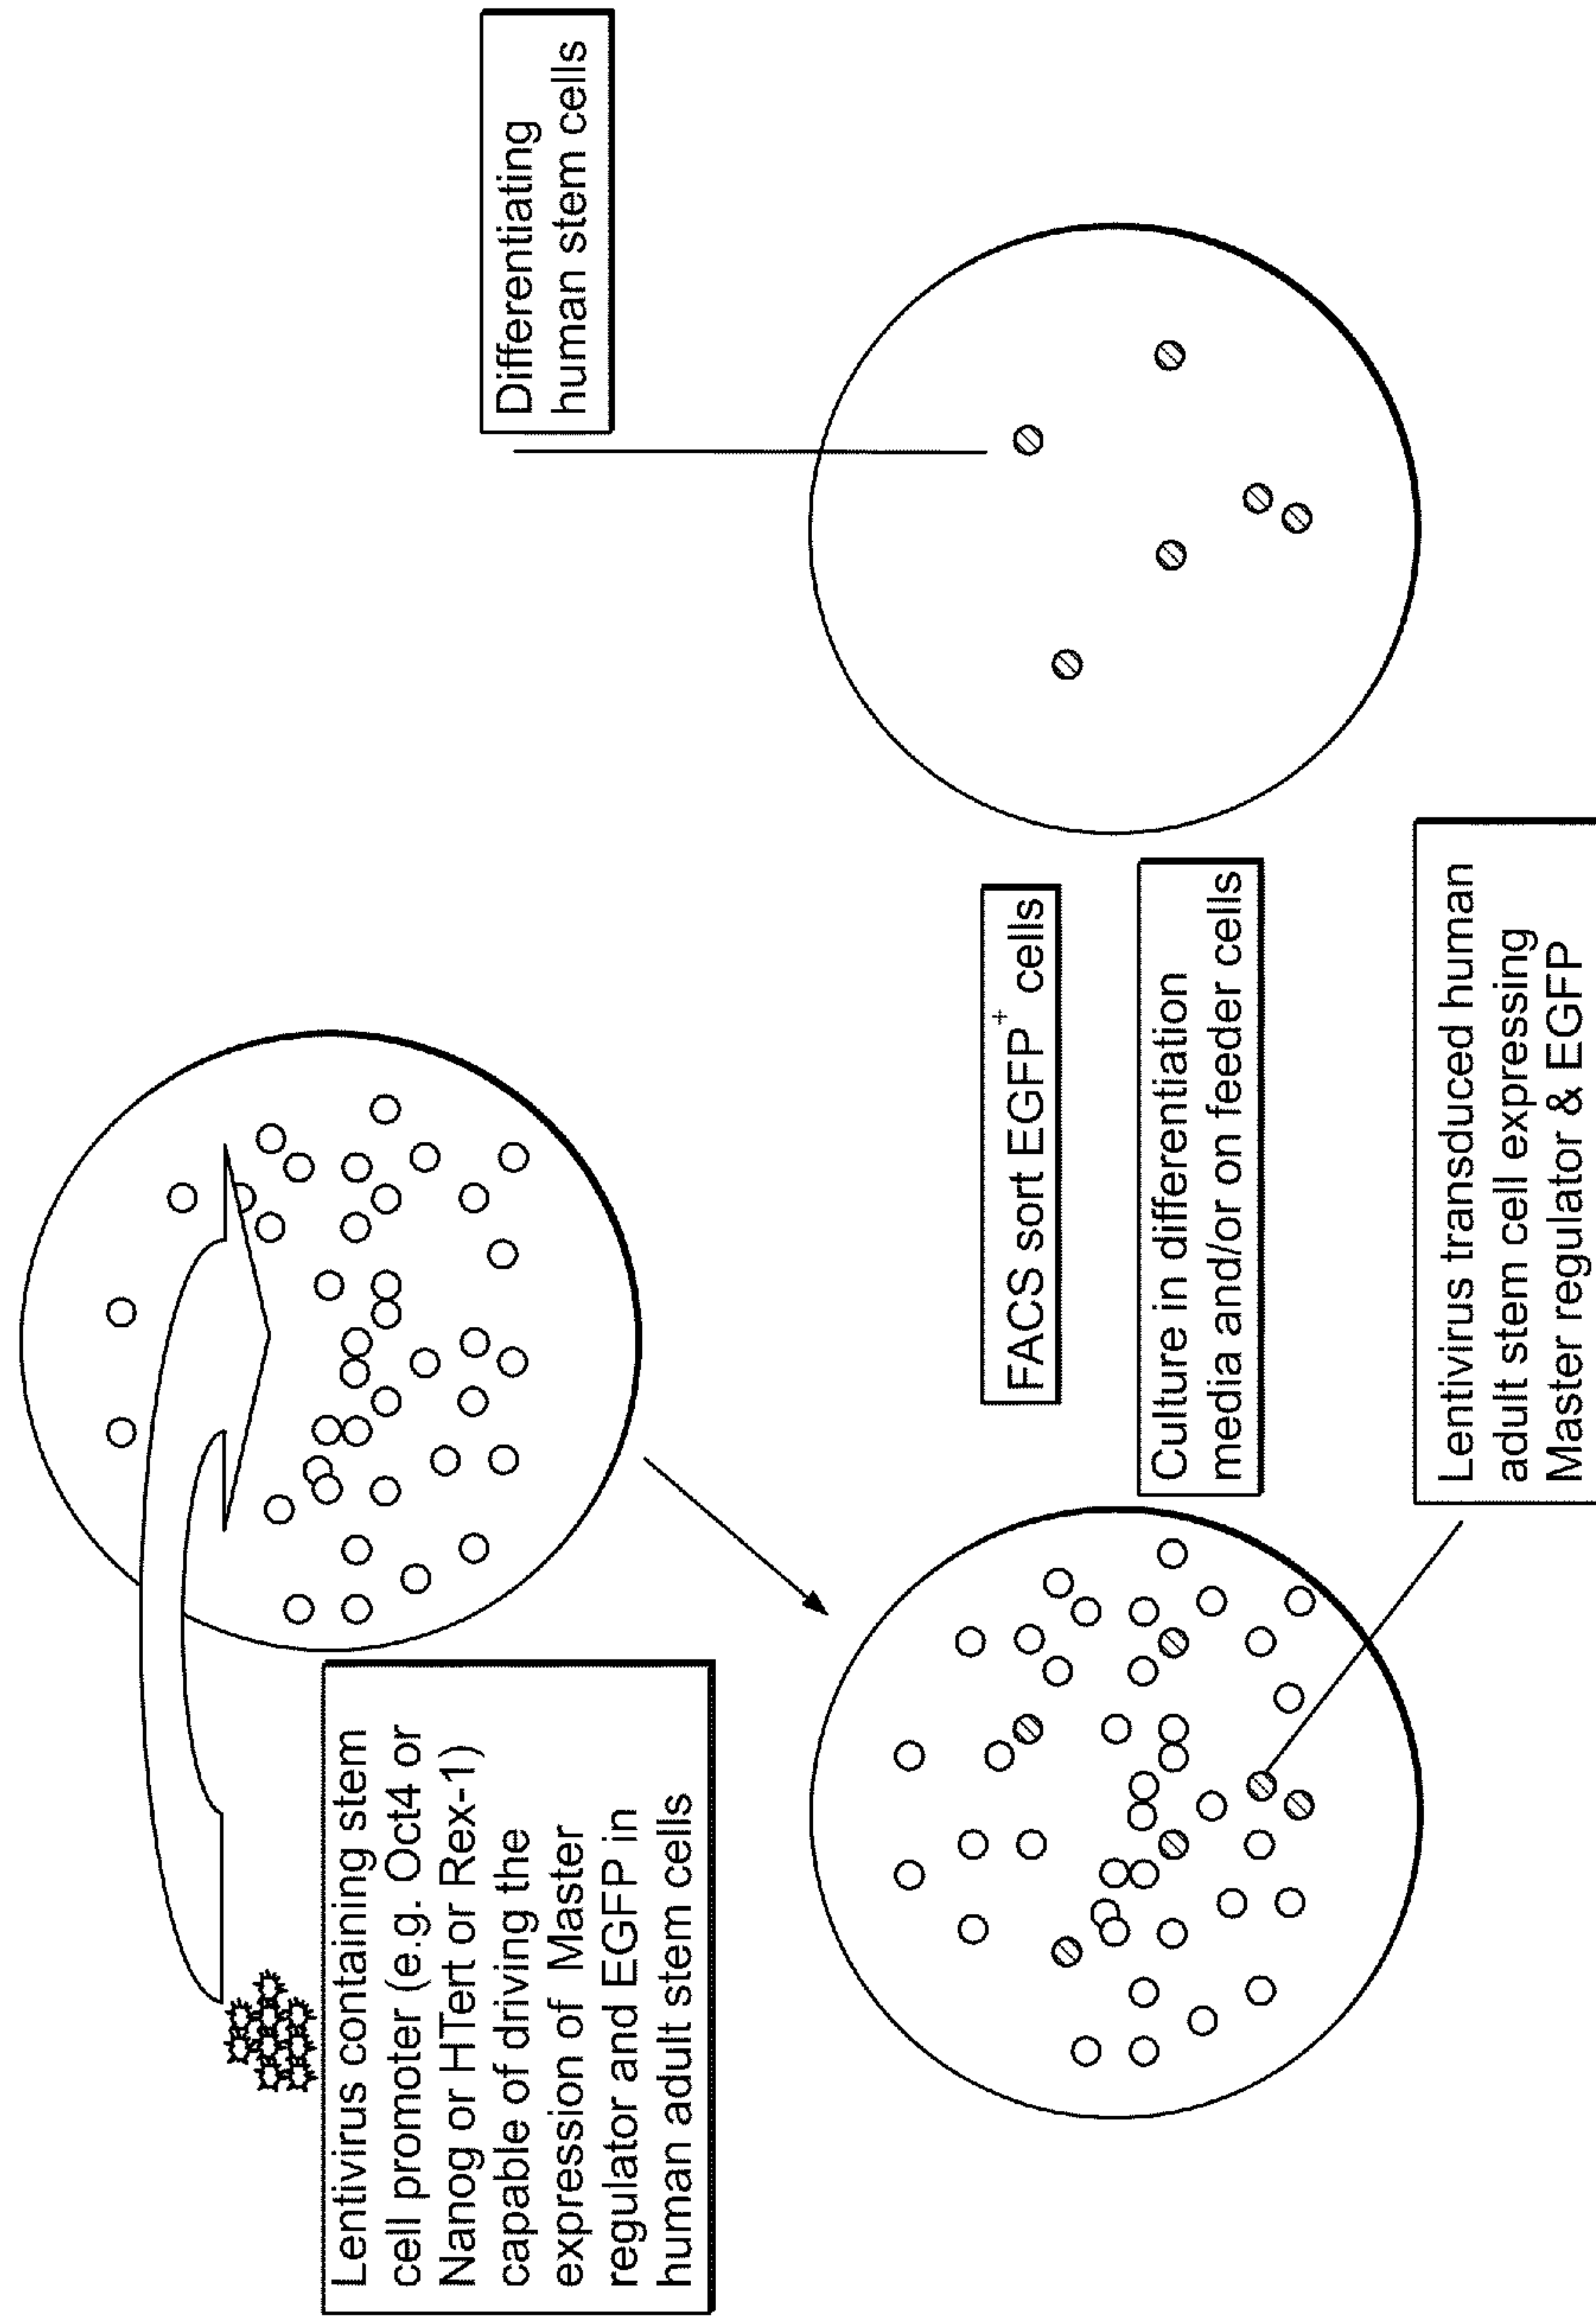 Lentivirus containing stem
cell promoter (e.g. Oct4 or
Nanog or HTert or Rex-1)
capable of driving the
expression of Master
regulator and EGFP in
human adult stem cells
Differentiating
human stem cells
FACS sort EGFP+ cells
Culture in differentiation
media and/or on feeder cells
Lentivirus transduced human
adult stem cell expressing
Master regulator & EGFP